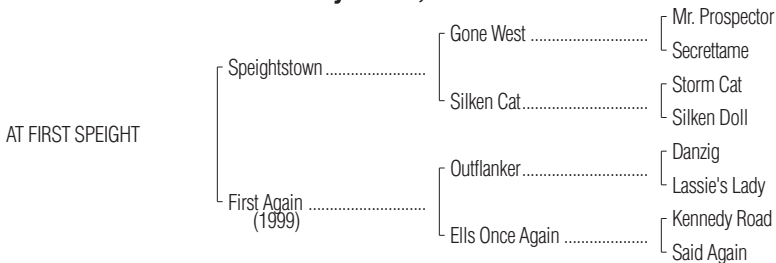 Mr. Prospector
Gone West
Secrettame
Speightstown
Storm Cat
Silken Cat
Silken Doll
AT FIRST SPEIGHT
Danzig
Outflanker
Lassie's Lady
First Again
(1999)
Kennedy Road
Ells Once Again
Said Again